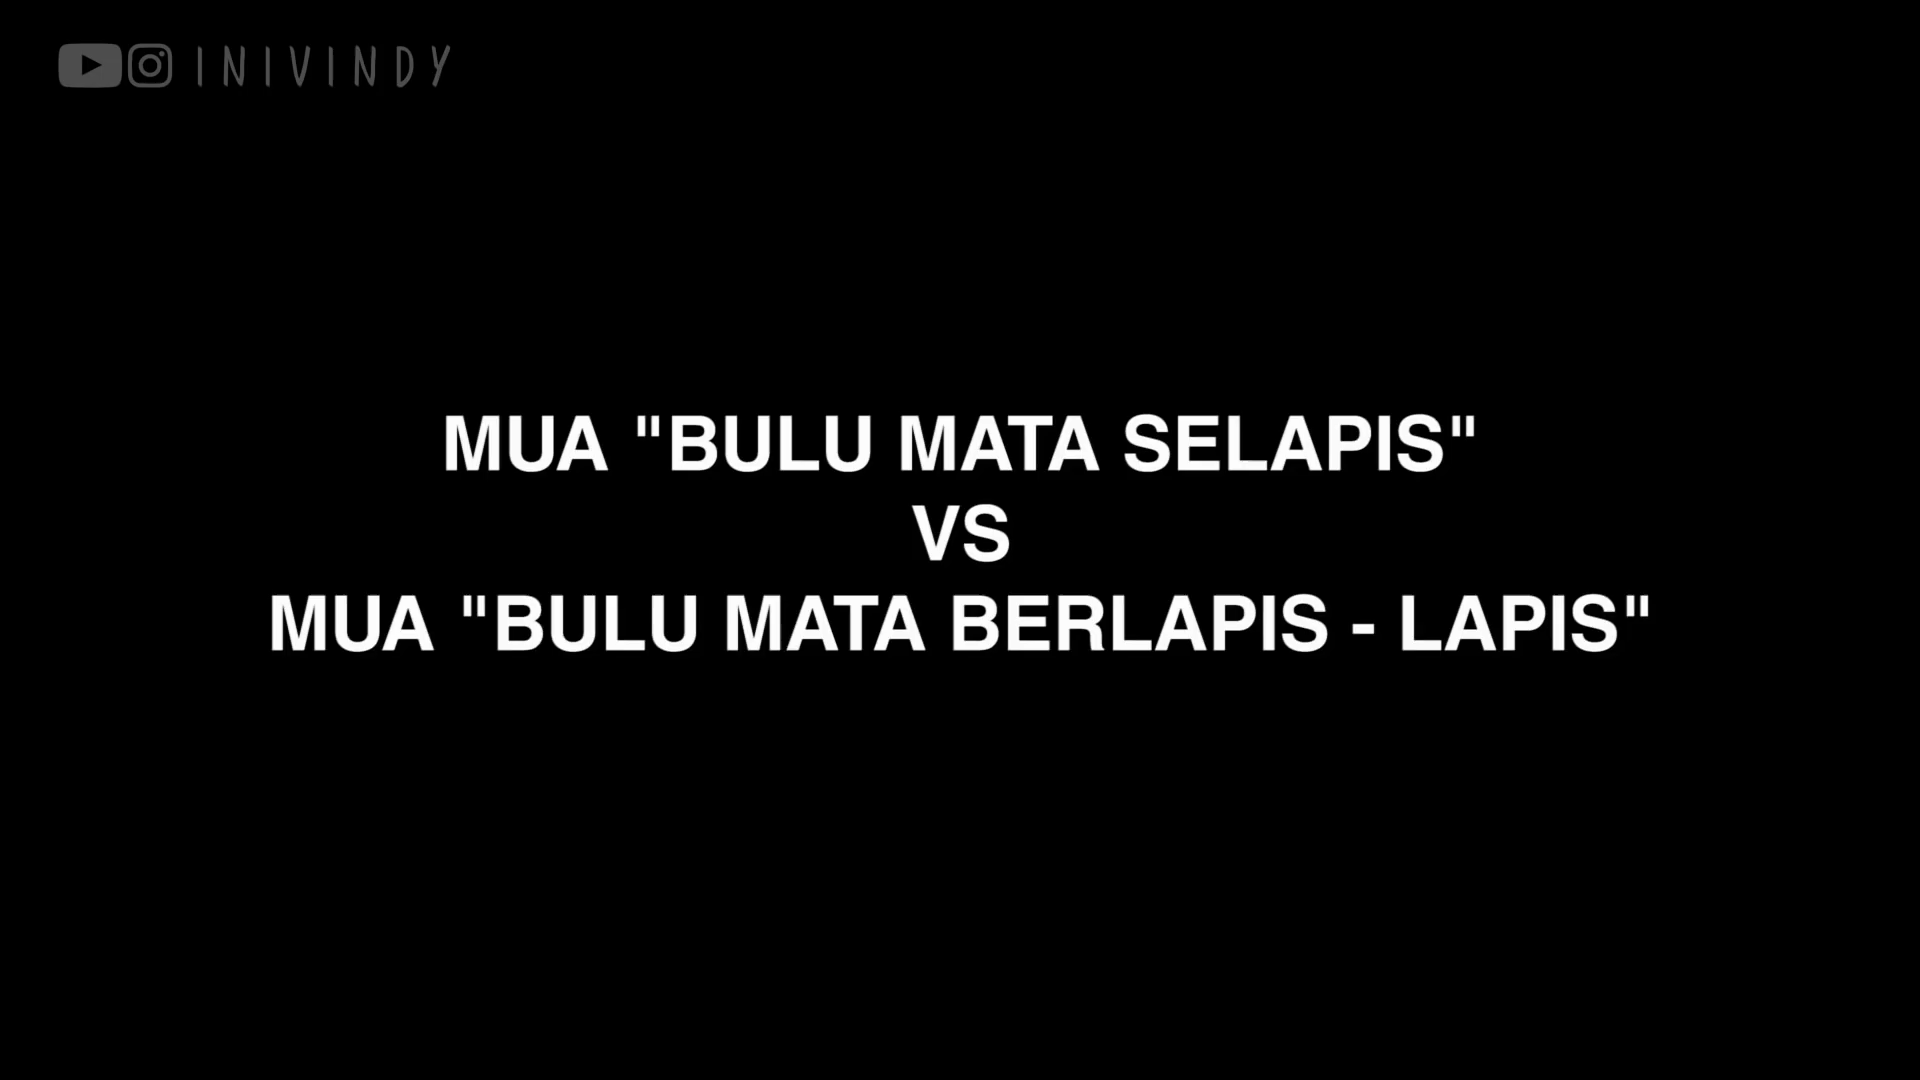 INIVINDY
MUA "BULU MATA SELAPIS"
VS
MUA "BULU MATA BERLAPIS - LAPIS"